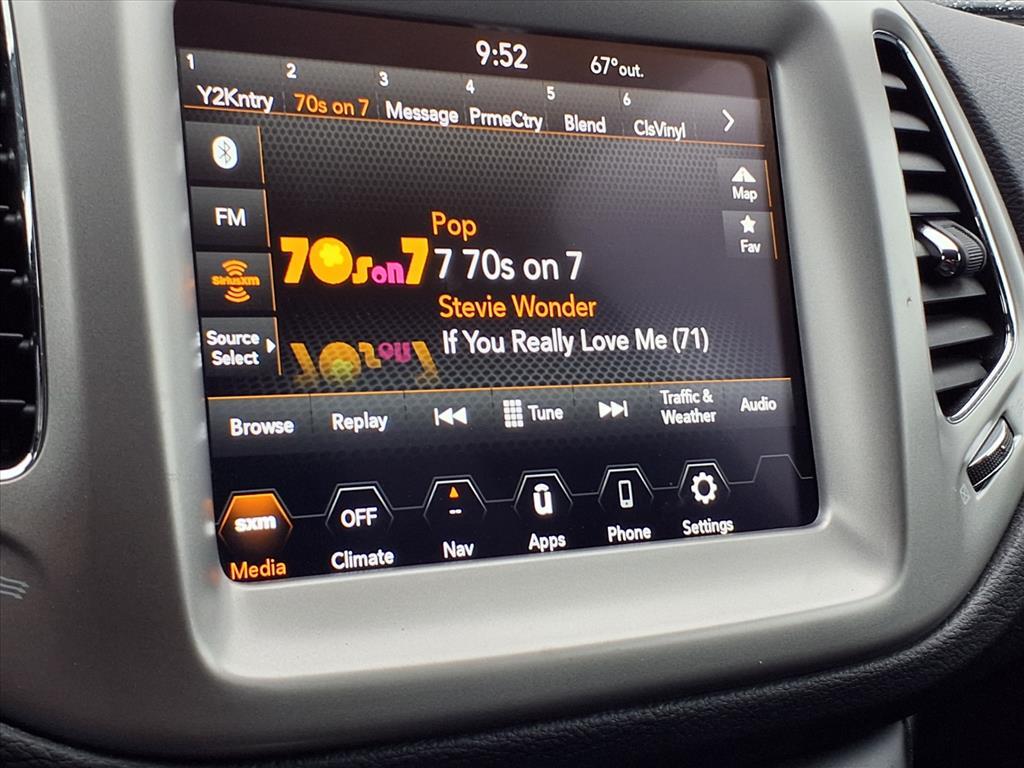 9:52
67° out.
1
Y2Kntry
2
70s on 7
3
Message
4
PrmeCtry
5
Blend
6
ClsVinyl
FM
SiriusXM
Source
Select
70s on 7
Pop
7 70s on 7
Stevie Wonder
If You Really Love Me (71)
Map
Fav
Browse
Replay
Tune
Traffic &
Weather
Audio
sxm
Media
OFF
Climate
--
Nav
ū
Apps
Phone
Settings